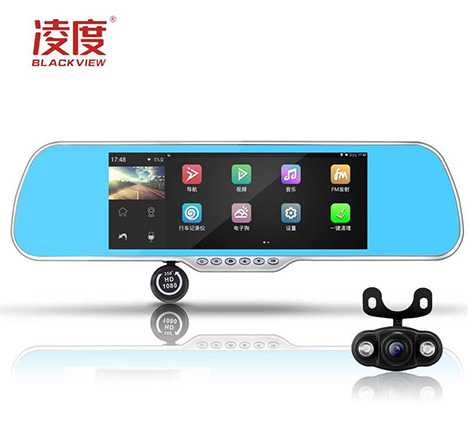 凌度®
BLACKVIEW
17:48
导航
视频
音乐
FM发射
行车记录仪
电子狗
设置
一键清理
360°
HD
1080